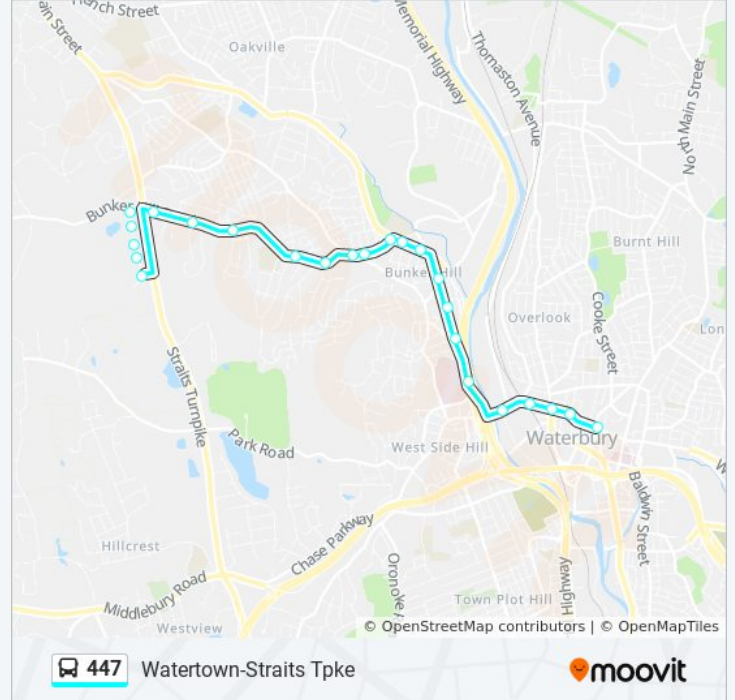 ain Street
rench Street
Oakville
Memorial Highway
Thomaston Avenue
North Main Street
Bunker
Burnt Hill
Bunker Hill
Overlook
Cooke Street
Lon
Straits Turnpike
Park Road
West Side Hill
Waterbury
W
Baldwin Street
Chase Parkway
Hillcrest
Middlebury Road
Oronoke
Highway
Town Plot Hill
Westview
© OpenStreetMap contributors | © OpenMapTiles
447 Watertown-Straits Tpke
moovit